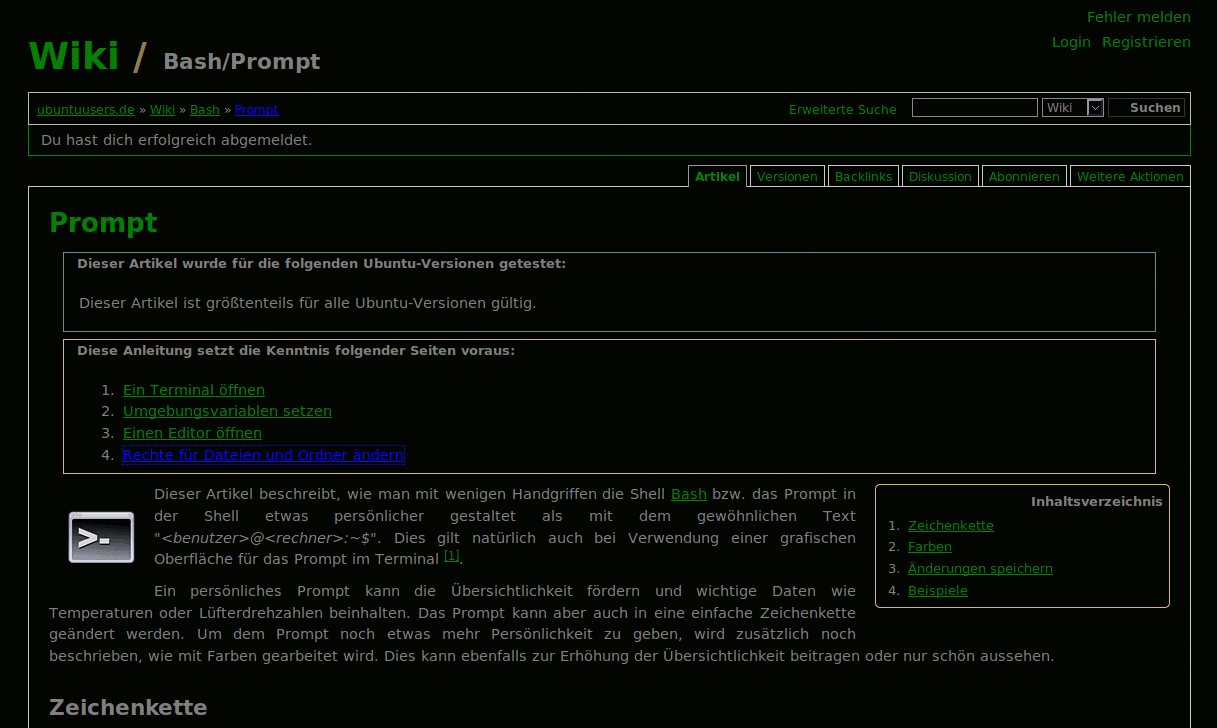 Fehler melden
Login Registrieren
Wiki / Bash/Prompt
ubuntuusers.de » Wiki » Bash » Prompt
Erweiterte Suche Wiki Suchen
Du hast dich erfolgreich abgemeldet.
Artikel Versionen Backlinks Diskussion Abonnieren Weitere Aktionen
Prompt
Dieser Artikel wurde für die folgenden Ubuntu-Versionen getestet:
Dieser Artikel ist größtenteils für alle Ubuntu-Versionen gültig.
Diese Anleitung setzt die Kenntnis folgender Seiten voraus:
1. Ein Terminal öffnen
2. Umgebungsvariablen setzen
3. Einen Editor öffnen
4. Rechte für Dateien und Ordner ändern
Dieser Artikel beschreibt, wie man mit wenigen Handgriffen die Shell Bash bzw. das Prompt in
der Shell etwas persönlicher gestaltet als mit dem gewöhnlichen Text
"<benutzer>@<rechner>:~$". Dies gilt natürlich auch bei Verwendung einer grafischen
Oberfläche für das Prompt im Terminal [1].
Ein persönliches Prompt kann die Übersichtlichkeit fördern und wichtige Daten wie
Temperaturen oder Lüfterdrehzahlen beinhalten. Das Prompt kann aber auch in eine einfache Zeichenkette
geändert werden. Um dem Prompt noch etwas mehr Persönlichkeit zu geben, wird zusätzlich noch
beschrieben, wie mit Farben gearbeitet wird. Dies kann ebenfalls zur Erhöhung der Übersichtlichkeit beitragen oder nur schön aussehen.
Inhaltsverzeichnis
1. Zeichenkette
2. Farben
3. Änderungen speichern
4. Beispiele
Zeichenkette